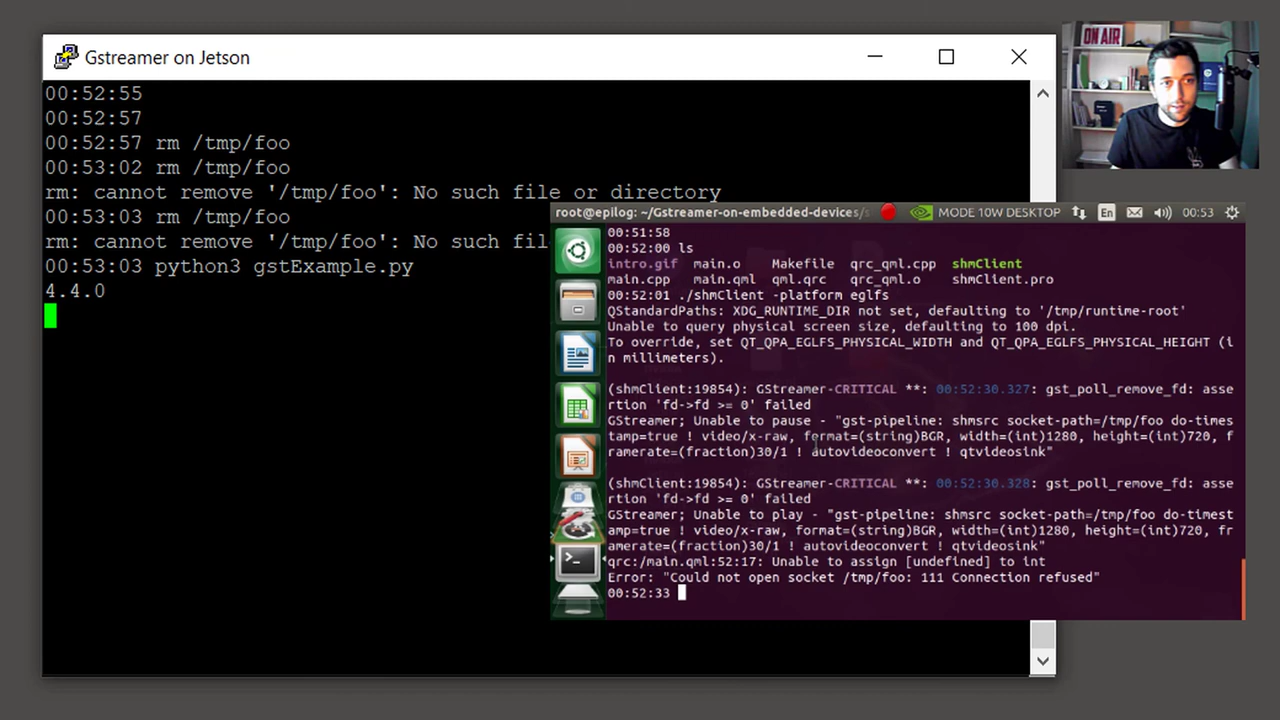 Gstreamer on Jetson
00:52:55
00:52:57
00:52:57 rm /tmp/foo
00:53:02 rm /tmp/foo
rm: cannot remove '/tmp/foo': No such file or directory
00:53:03 rm /tmp/foo
rm: cannot remove '/tmp/foo': No such fil
00:53:03 python3 gstExample.py
4.4.0
ON AIR
root@epilog: ~/Gstreamer-on-embedded-devices/s
MODE 10W DESKTOP En 00:53
00:51:58
00:52:00 ls
intro.gif main.o Makefile qrc_qml.cpp shmClient
main.cpp main.qml qml.qrc qrc_qml.o shmClient.pro
00:52:01 ./shmClient -platform eglfs
QStandardPaths: XDG_RUNTIME_DIR not set, defaulting to '/tmp/runtime-root'
Unable to query physical screen size, defaulting to 100 dpi.
To override, set QT_QPA_EGLFS_PHYSICAL_WIDTH and QT_QPA_EGLFS_PHYSICAL_HEIGHT (i
n millimeters).
(shmClient:19854): GStreamer-CRITICAL **: 00:52:30.327: gst_poll_remove_fd: asse
rtion 'fd->fd >= 0' failed
GStreamer; Unable to pause - "gst-pipeline: shmsrc socket-path=/tmp/foo do-times
tamp=true ! video/x-raw, format=(string)BGR, width=(int)1280, height=(int)720, f
ramerate=(fraction)30/1 ! autovideoconvert ! qtvideosink"
(shmClient:19854): GStreamer-CRITICAL **: 00:52:30.328: gst_poll_remove_fd: asse
rtion 'fd->fd >= 0' failed
GStreamer; Unable to play - "gst-pipeline: shmsrc socket-path=/tmp/foo do-timest
amp=true ! video/x-raw, format=(string)BGR, width=(int)1280, height=(int)720, fr
amerate=(fraction)30/1 ! autovideoconvert ! qtvideosink"
qrc:/main.qml:52:17: Unable to assign [undefined] to int
Error: "Could not open socket /tmp/foo: 111 Connection refused"
00:52:33